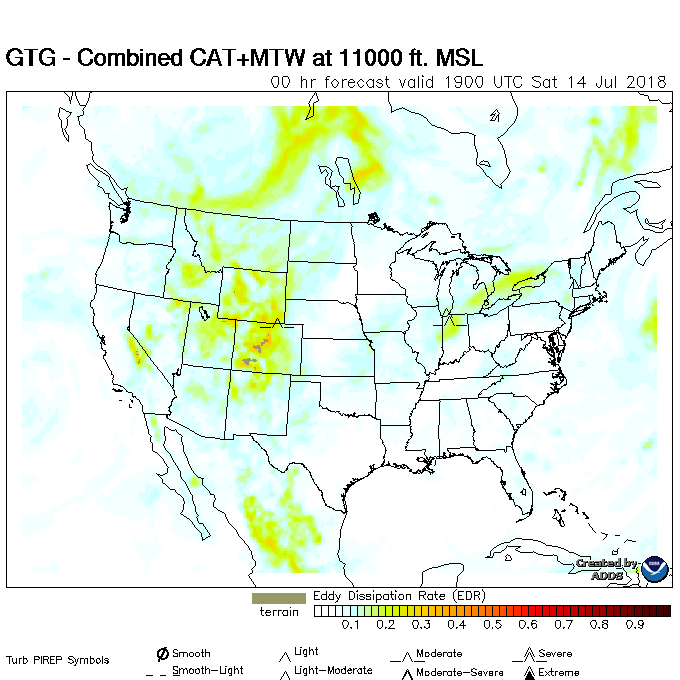 GTG - Combined CAT+MTW at 11000 ft. MSL
00 hr forecast valid 1900 UTC Sat 14 Jul 2018
Created by
ADDS
terrain
Eddy Dissipation Rate (EDR)
0.1 0.2 0.3 0.4 0.5 0.6 0.7 0.8 0.9
Turb PIREP Symbols
Smooth Light Moderate Severe
Smooth-Light Light-Moderate Moderate-Severe Extreme